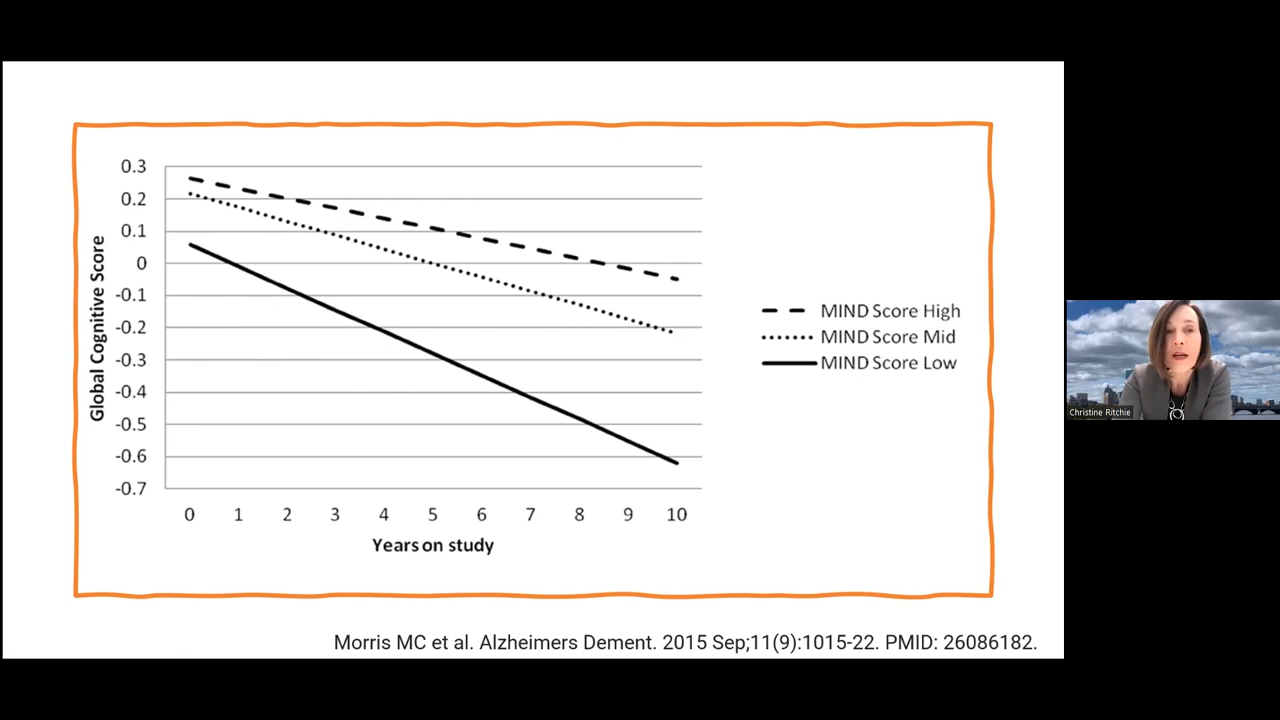 0.3
0.2
0.1
0
-0.1
-0.2
-0.3
-0.4
-0.5
-0.6
-0.7
Global Cognitive Score
0 1 2 3 4 5 6 7 8 9 10
Years on study
MIND Score High
MIND Score Mid
MIND Score Low
Morris MC et al. Alzheimers Dement. 2015 Sep;11(9):1015-22. PMID: 26086182.
Christine Ritchie